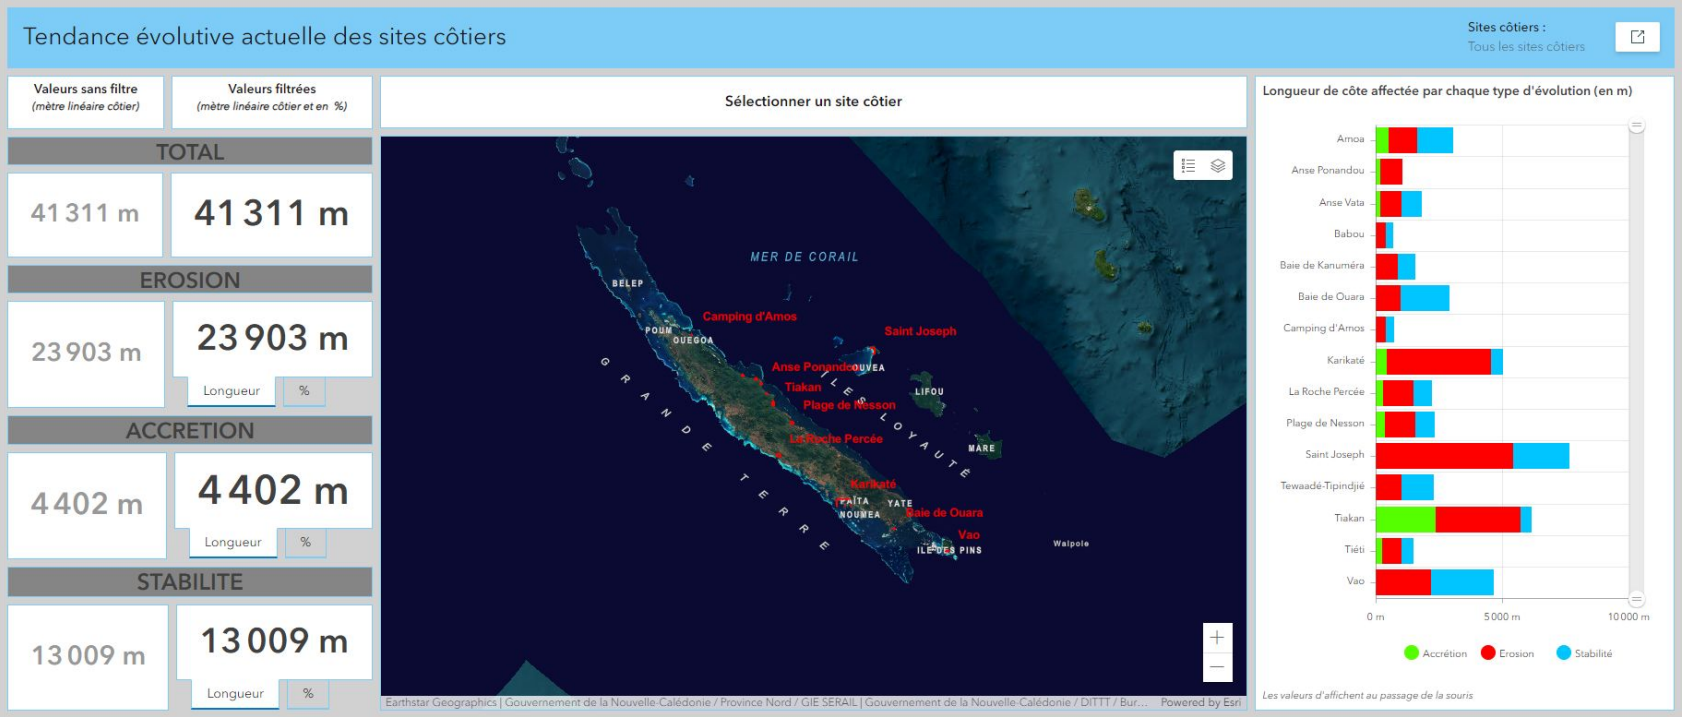 Tendance évolutive actuelle des sites côtiers
Sites côtiers :
Tous les sites côtiers
Valeurs sans filtre
(mètre linéaire côtier)
Valeurs filtrées
(mètre linéaire côtier et en %)
TOTAL
41 311 m
41 311 m
EROSION
23 903 m
23 903 m
Longueur
%
ACCRETION
4 402 m
4 402 m
Longueur
%
STABILITE
13 009 m
13 009 m
Longueur
%
Sélectionner un site côtier
MER DE CORAIL
BELEP
Camping d'Amos
POUM
OUEGOA
Saint Joseph
Anse Ponandou
OUVEA
Tiakan
LIFOU
Plage de Nesson
La Roche Percée
MARE
GRANDE TERRE
ILES LOYAUTÉ
Karikaté
PAÏTA
YATE
NOUMEA
Baie de Ouara
Vao
ILE DES PINS
Walpole
Earthstar Geographics | Gouvernement de la Nouvelle-Calédonie / Province Nord / GIE SERAIL | Gouvernement de la Nouvelle-Calédonie / DITTT / Bur...
Powered by Esri
Longueur de côte affectée par chaque type d'évolution (en m)
Amoa
Anse Ponandou
Anse Vata
Babou
Baie de Kanuméra
Baie de Ouara
Camping d'Amos
Karikaté
La Roche Percée
Plage de Nesson
Saint Joseph
Tewaadé-Tipindjié
Tiakan
Tiéti
Vao
0 m
5 000 m
10 000 m
Accrétion
Erosion
Stabilité
Les valeurs d'affichent au passage de la souris